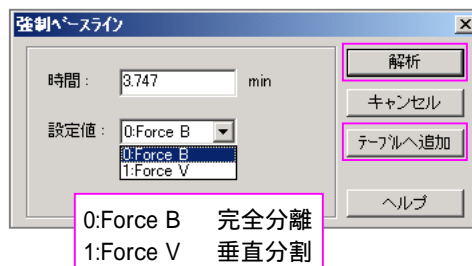 強制ベースライン
解析
時間： 3.747 min
キャンセル
設定値： 0:Force B
テーブルへ追加
0:Force B
1:Force V
ヘルプ
0:Force B 完全分離
1:Force V 垂直分割